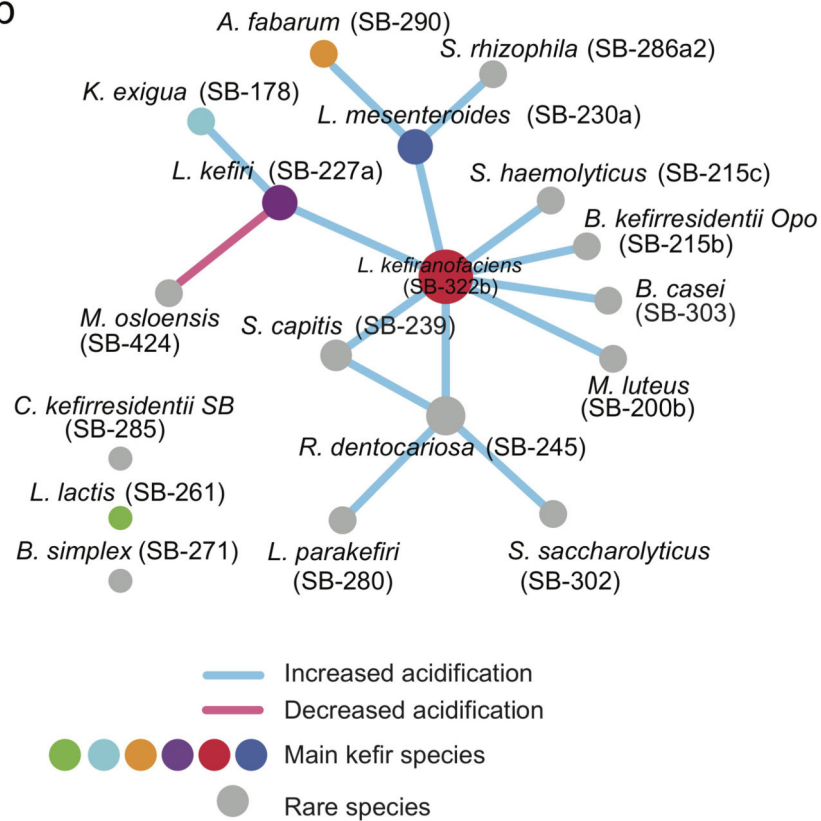 b
A. fabarum (SB-290)
S. rhizophila (SB-286a2)
K. exigua (SB-178)
L. mesenteroides (SB-230a)
L. kefiri (SB-227a)
S. haemolyticus (SB-215c)
B. kefirresidentii Opo
(SB-215b)
L. kefiranofaciens
(SB-322b)
B. casei
(SB-303)
M. osloensis
(SB-424)
S. capitis (SB-239)
M. luteus
(SB-200b)
C. kefirresidentii SB
(SB-285)
R. dentocariosa (SB-245)
L. lactis (SB-261)
B. simplex (SB-271)
L. parakefiri
(SB-280)
S. saccharolyticus
(SB-302)
Increased acidification
Decreased acidification
Main kefir species
Rare species